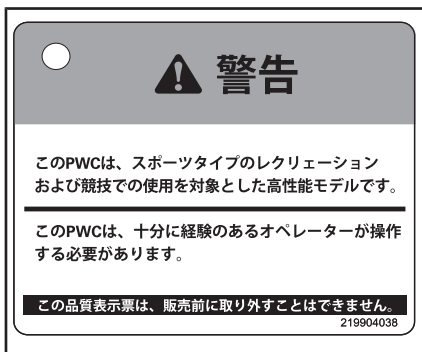 警告
このPWCは、スポーツタイプのレクリェーション
および競技での使用を対象とした高性能モデルです。
このPWCは、十分に経験のあるオペレーターが操作
する必要があります。
この品質表示票は、販売前に取り外すことはできません。
219904038